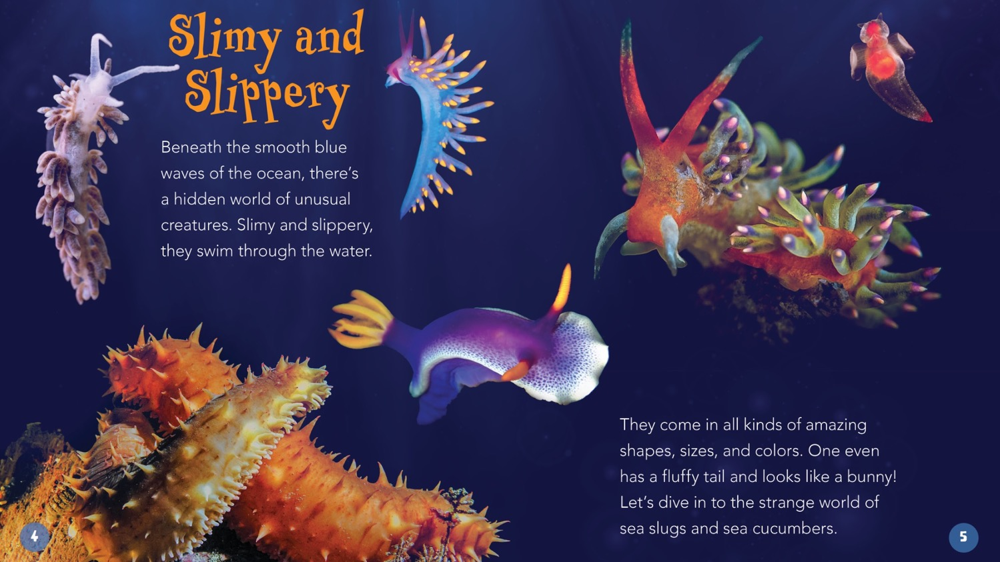 Slimy and
Slippery
Beneath the smooth blue
waves of the ocean, there's
a hidden world of unusual
creatures. Slimy and slippery,
they swim through the water.
They come in all kinds of amazing
shapes, sizes, and colors. One even
has a fluffy tail and looks like a bunny!
Let's dive in to the strange world of
sea slugs and sea cucumbers.
4
5